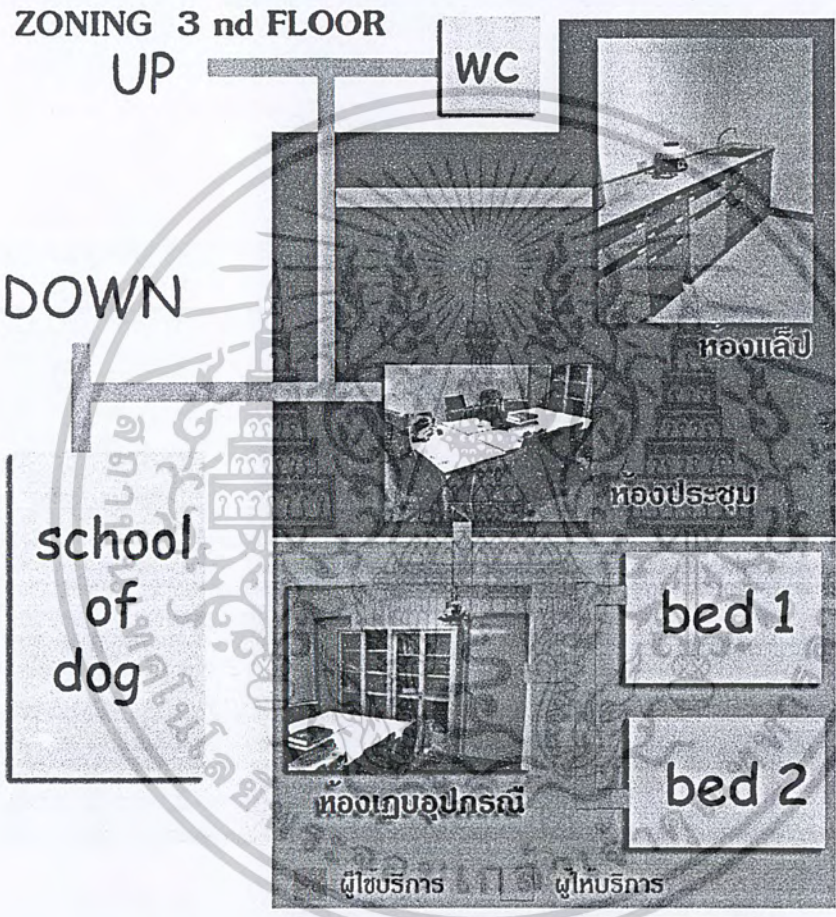 ZONING 3 nd FLOOR
UP
WC
ห้องแล็ป
DOWN
ห้องประชุม
school
of
dog
bed 1
ห้องเกบอุปกรณ์
bed 2
ผู้ใช้บริการ
ผู้ให้บริการ